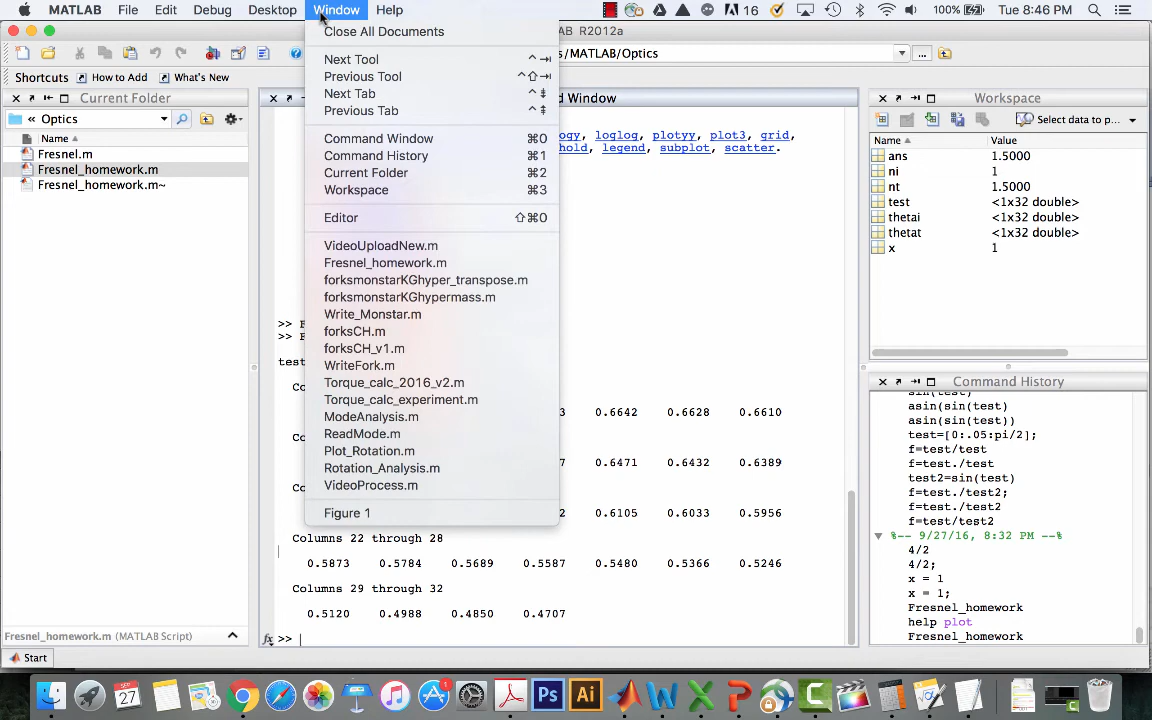 MATLAB File Edit Debug Desktop Window Help 16 100% Tue 8:46 PM
AB R2012a
/MATLAB/Optics ...
Shortcuts How to Add What's New
Current Folder
« Optics
Name
Fresnel.m
Fresnel_homework.m
Fresnel_homework.m~
Fresnel_homework.m (MATLAB Script)
Start
Close All Documents
Next Tool ^⇥
Previous Tool ^⇧⇥
Next Tab
Previous Tab
Command Window ⌘0
Command History ⌘1
Current Folder ⌘2
Workspace ⌘3
Editor ⇧⌘0
VideoUploadNew.m
Fresnel_homework.m
forksmonstarKGhyper_transpose.m
forksmonstarKGhypermass.m
Write_Monstar.m
forksCH.m
forksCH_v1.m
WriteFork.m
Torque_calc_2016_v2.m
Torque_calc_experiment.m
ModeAnalysis.m
ReadMode.m
Plot_Rotation.m
Rotation_Analysis.m
VideoProcess.m
Figure 1
d Window
ogy, loglog, plotyy, plot3, grid,
hold, legend, subplot, scatter.
>> F
>> F
test
Co
3 0.6642 0.6628 0.6610
Co
7 0.6471 0.6432 0.6389
Co
2 0.6105 0.6033 0.5956
Columns 22 through 28
0.5873 0.5784 0.5689 0.5587 0.5480 0.5366 0.5246
Columns 29 through 32
0.5120 0.4988 0.4850 0.4707
fx >>
Workspace
Select data to p...
Name Value
ans 1.5000
ni 1
nt 1.5000
test <1x32 double>
thetai <1x32 double>
thetat <1x32 double>
x 1
Command History
sin(test)
asin(sin(test)
asin(sin(test))
test=[0:.05:pi/2];
f=test/test
f=test./test
test2=sin(test)
f=test./test2;
f=test./test2
f=test/test2
%-- 9/27/16, 8:32 PM --%
4/2
4/2;
x = 1
x = 1;
Fresnel_homework
help plot
Fresnel_homework
SEP
27
1
Ps
Ai